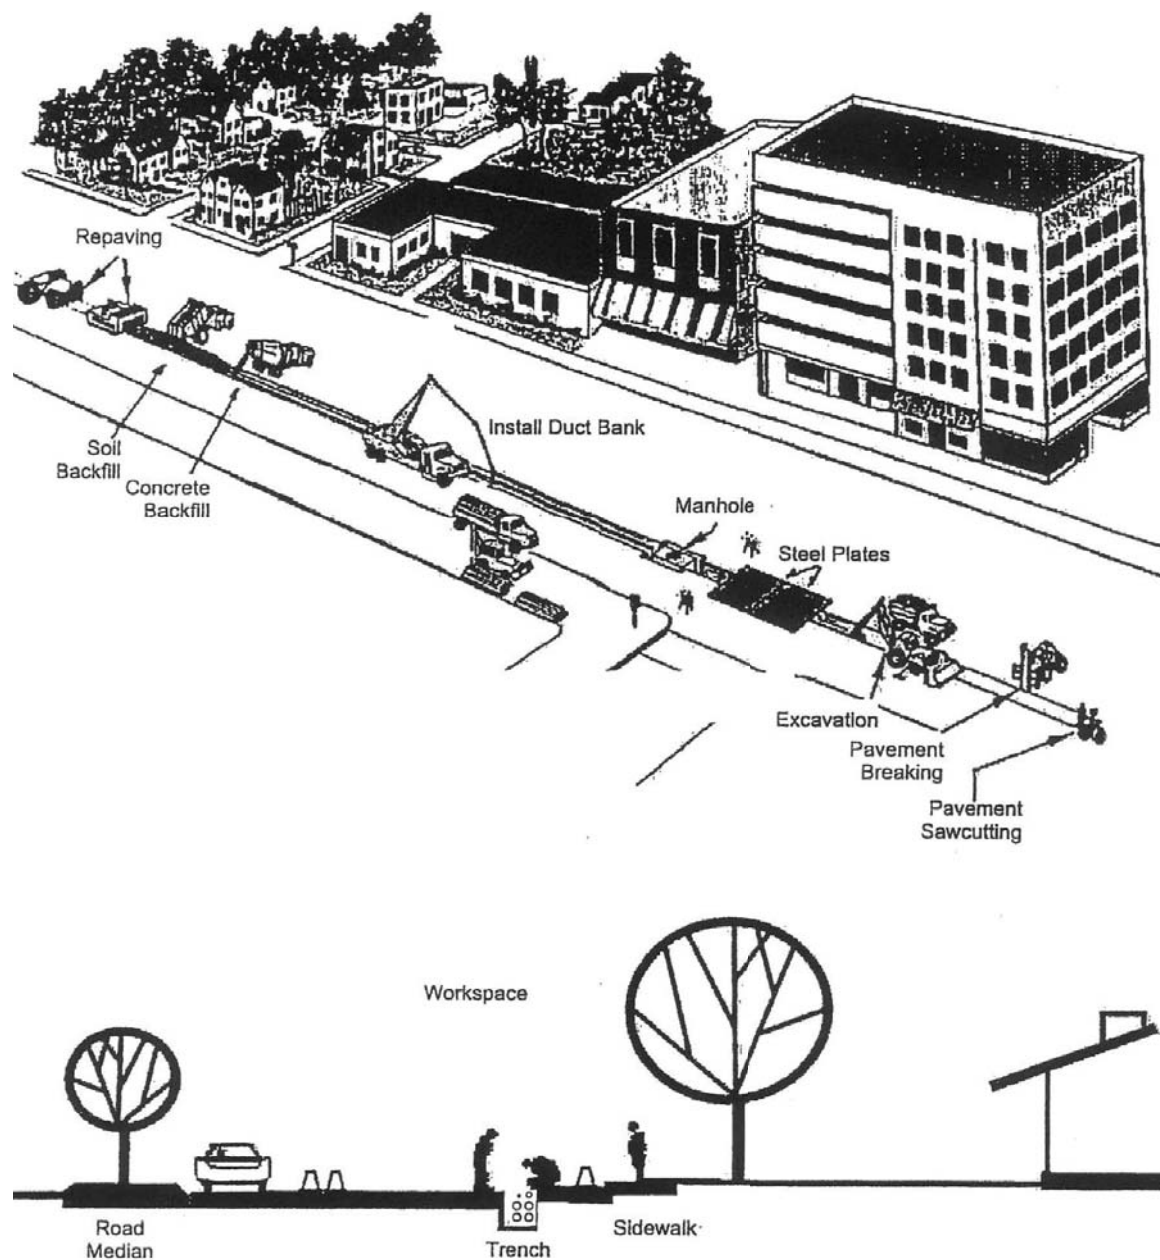 Repaving
Install Duct Bank
Soil
Backfill
Concrete
Backfill
Manhole
Steel Plates
Excavation
Pavement
Breaking
Pavement
Sawcutting
Workspace
Road
Median
Trench
Sidewalk